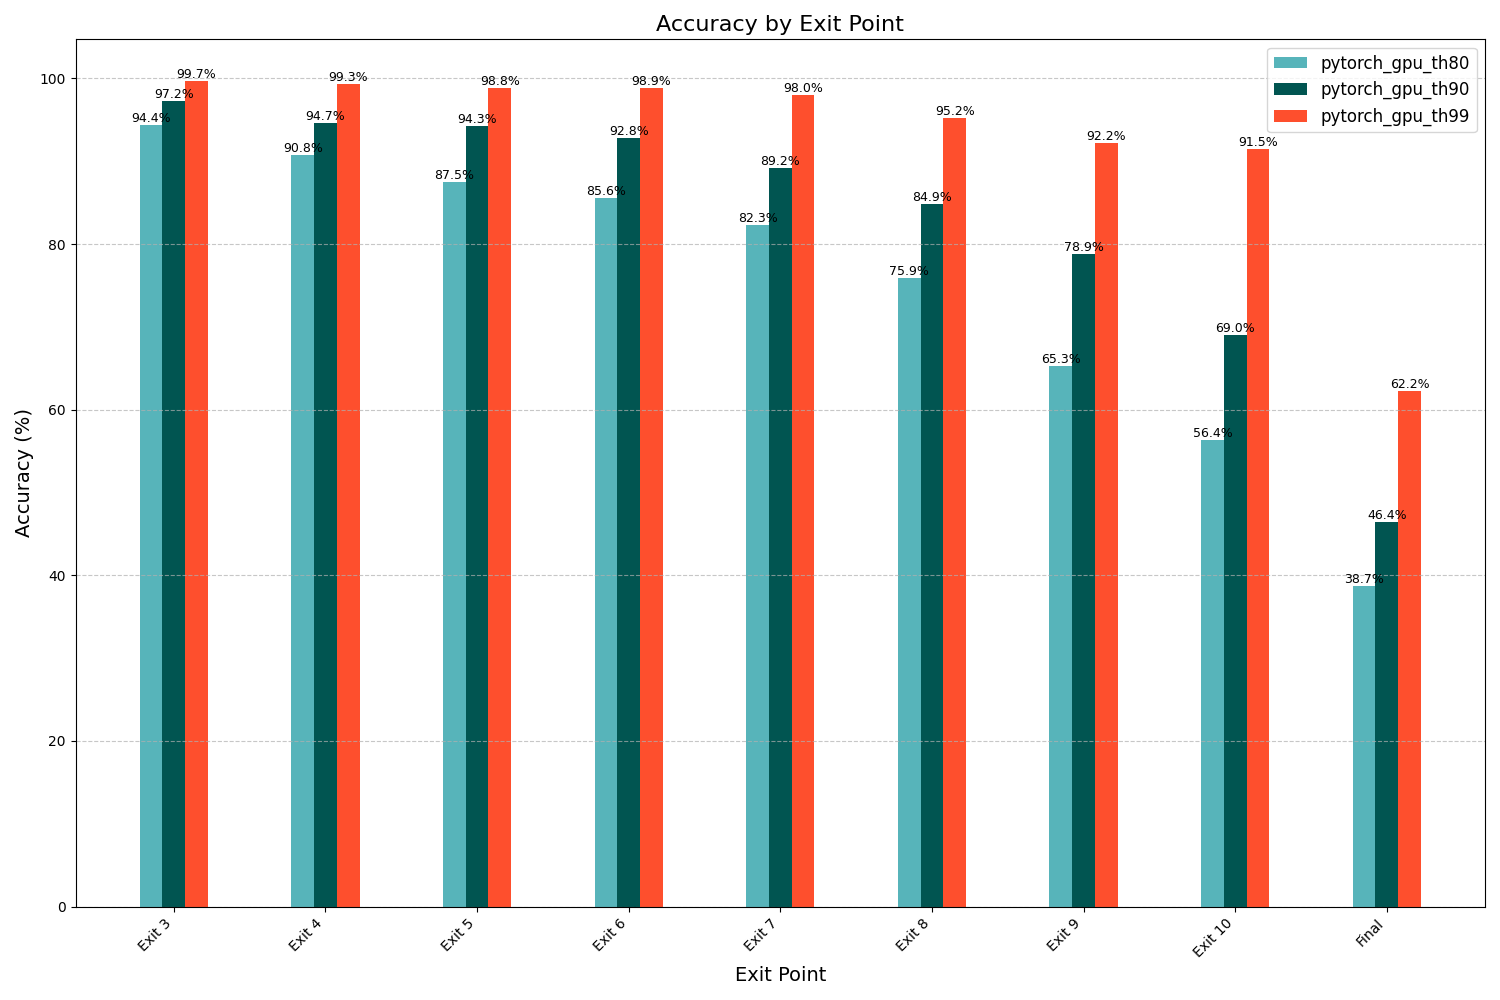 Accuracy by Exit Point
pytorch_gpu_th80
pytorch_gpu_th90
pytorch_gpu_th99
Accuracy (%)
100
80
60
40
20
0
94.4%
97.2%
99.7%
90.8%
94.7%
99.3%
87.5%
94.3%
98.8%
85.6%
92.8%
98.9%
82.3%
89.2%
98.0%
75.9%
84.9%
95.2%
65.3%
78.9%
92.2%
56.4%
69.0%
91.5%
38.7%
46.4%
62.2%
Exit 3
Exit 4
Exit 5
Exit 6
Exit 7
Exit 8
Exit 9
Exit 10
Final
Exit Point